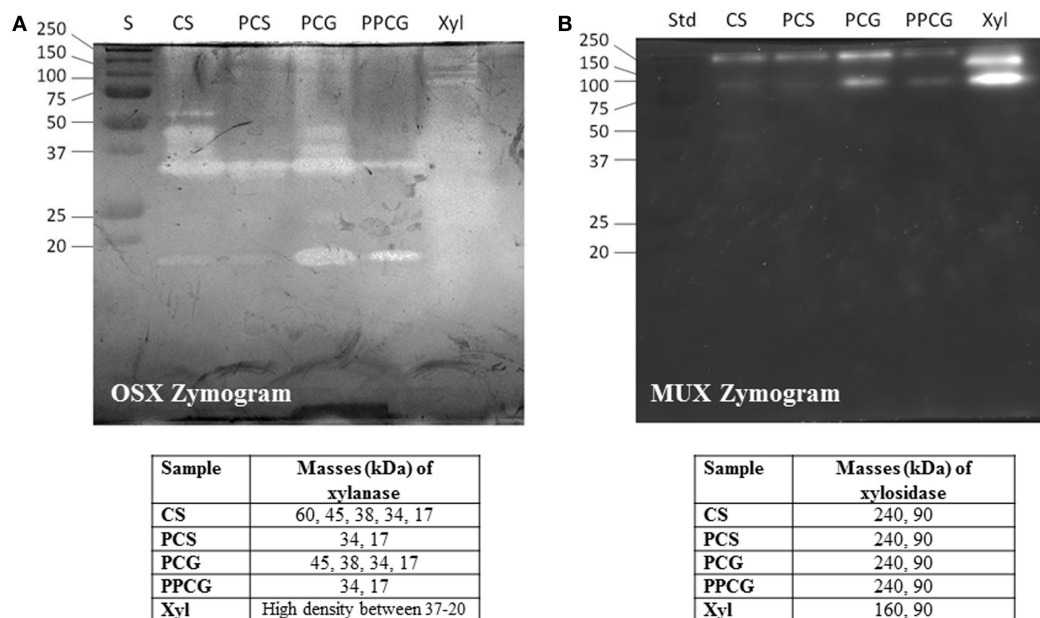 A
S CS PCS PCG PPCG Xyl
250
150
100
75
50
37
25
20
OSX Zymogram
Sample Masses (kDa) of xylanase
CS 60, 45, 38, 34, 17
PCS 34, 17
PCG 45, 38, 34, 17
PPCG 34, 17
Xyl High density between 37-20
B
Std CS PCS PCG PPCG Xyl
250
150
100
75
50
37
25
20
MUX Zymogram
Sample Masses (kDa) of xylosidase
CS 240, 90
PCS 240, 90
PCG 240, 90
PPCG 240, 90
Xyl 160, 90